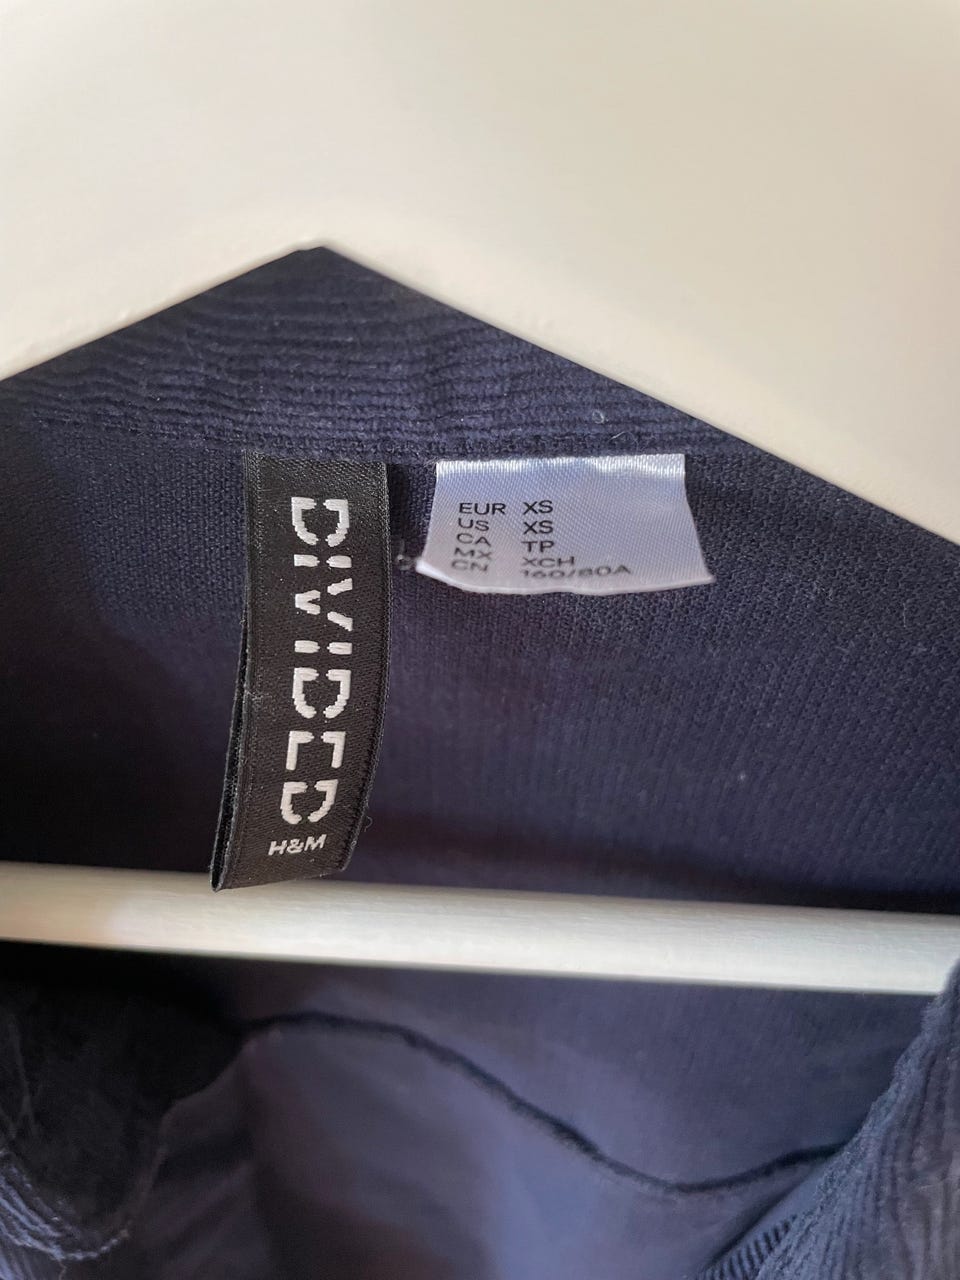 DIVIDED
H&M
EUR XS
US XS
CA TP
MX XCH
CN 160/80A